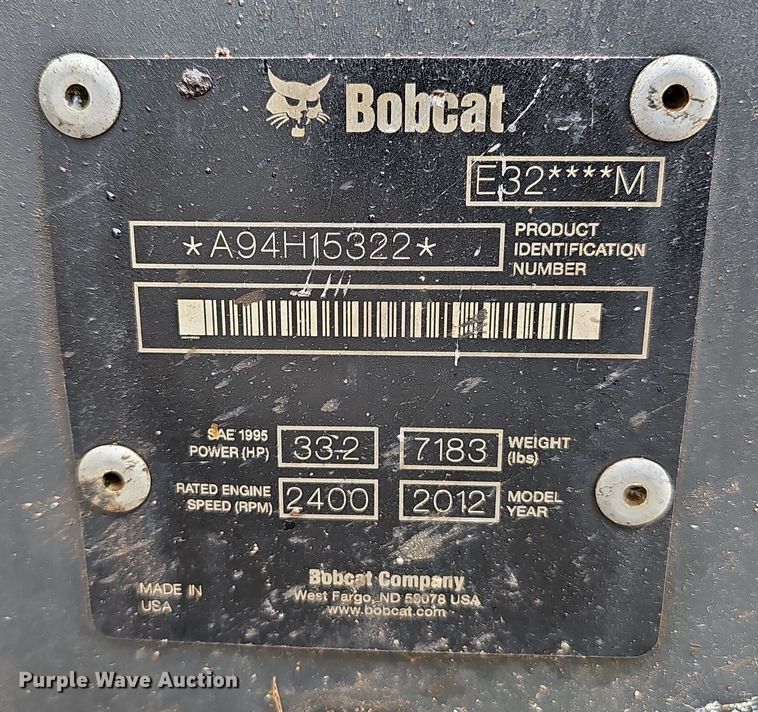 Bobcat.
E32****M
*A94H15322*
PRODUCT
IDENTIFICATION
NUMBER
SAE 1995
POWER (HP)
33.2
7183
WEIGHT
(lbs)
RATED ENGINE
SPEED (RPM)
2400
2012
MODEL
YEAR
Bobcat Company
West Fargo, ND 58078 USA
www.bobcat.com
MADE IN
USA
Purple Wave Auction